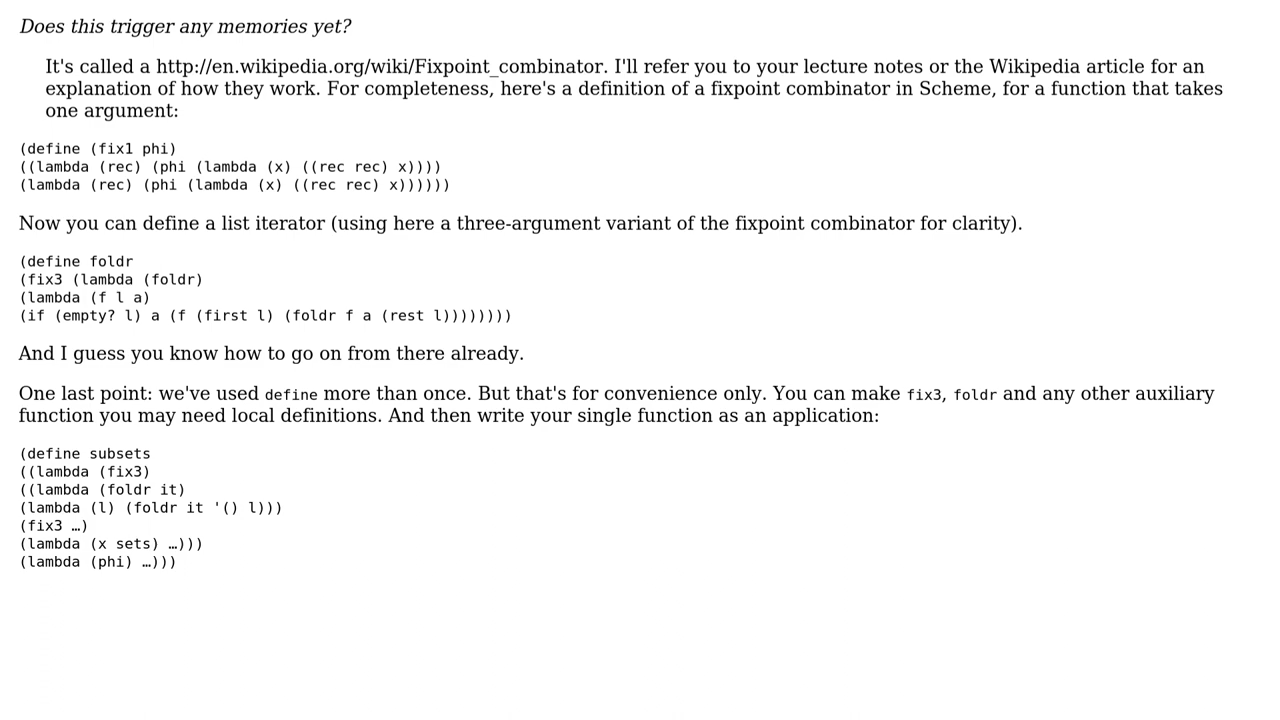 Does this trigger any memories yet?
It's called a http://en.wikipedia.org/wiki/Fixpoint_combinator. I'll refer you to your lecture notes or the Wikipedia article for an
explanation of how they work. For completeness, here's a definition of a fixpoint combinator in Scheme, for a function that takes
one argument:
(define (fix1 phi)
((lambda (rec) (phi (lambda (x) ((rec rec) x))))
(lambda (rec) (phi (lambda (x) ((rec rec) x))))))
Now you can define a list iterator (using here a three-argument variant of the fixpoint combinator for clarity).
(define foldr
(fix3 (lambda (foldr)
(lambda (f l a)
(if (empty? l) a (f (first l) (foldr f a (rest l))))))))
And I guess you know how to go on from there already.
One last point: we've used define more than once. But that's for convenience only. You can make fix3, foldr and any other auxiliary
function you may need local definitions. And then write your single function as an application:
(define subsets
((lambda (fix3)
((lambda (foldr it)
(lambda (l) (foldr it '() l)))
(fix3 …)
(lambda (x sets) …)))
(lambda (phi) …)))